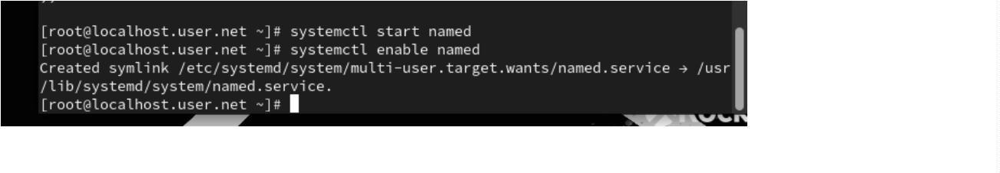 [root@localhost.user.net ~]# systemctl start named
[root@localhost.user.net ~]# systemctl enable named
Created symlink /etc/systemd/system/multi-user.target.wants/named.service → /usr
/lib/systemd/system/named.service.
[root@localhost.user.net ~]#